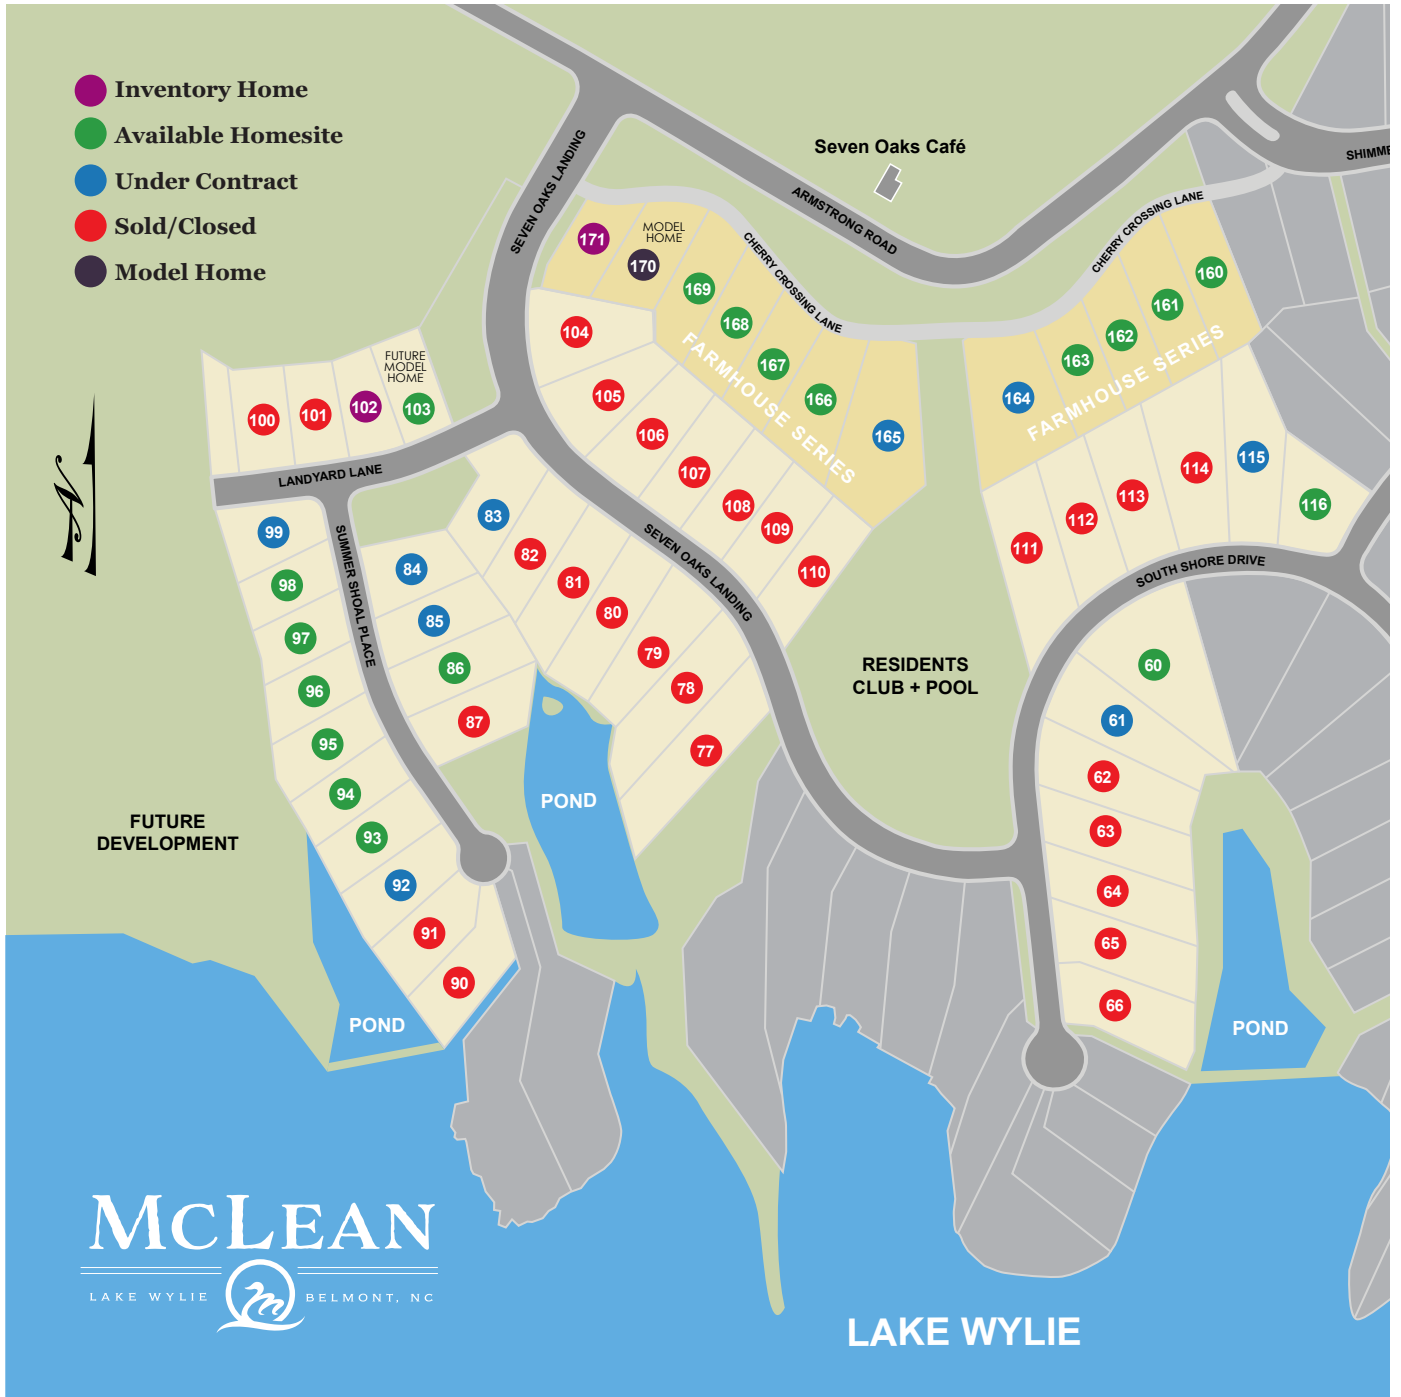 Inventory Home
Available Homesite
Under Contract
Sold/Closed
Model Home
Seven Oaks Café
SHIMME
ARMSTRONG ROAD
SEVEN OAKS LANDING
CHERRY CROSSING LANE
CHERRY CROSSING LANE
MODEL
HOME
171
170
169
168
167
166
165
FARMHOUSE SERIES
160
161
162
163
164
FARMHOUSE SERIES
104
105
106
107
108
109
110
FUTURE
MODEL
HOME
100
101
102
103
LANDYARD LANE
SUMMER SHOAL PLACE
SEVEN OAKS LANDING
SOUTH SHORE DRIVE
111
112
113
114
115
116
99
98
97
96
95
94
93
92
91
90
83
84
85
86
87
82
81
80
79
78
77
RESIDENTS
CLUB + POOL
60
61
62
63
64
65
66
FUTURE
DEVELOPMENT
POND
POND
POND
N
MCLEAN
LAKE WYLIE
BELMONT, NC
LAKE WYLIE